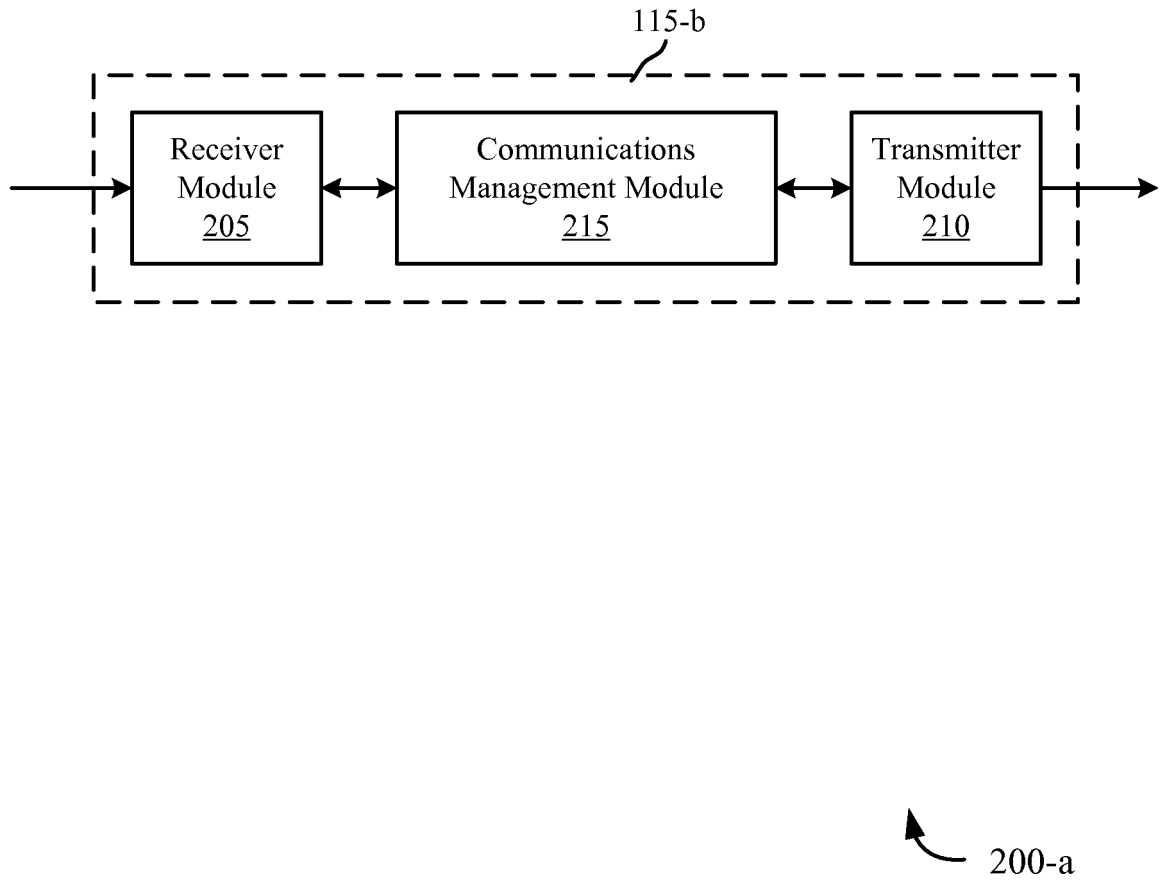 115-b
Receiver
Module
205
Communications
Management Module
215
Transmitter
Module
210
200-a